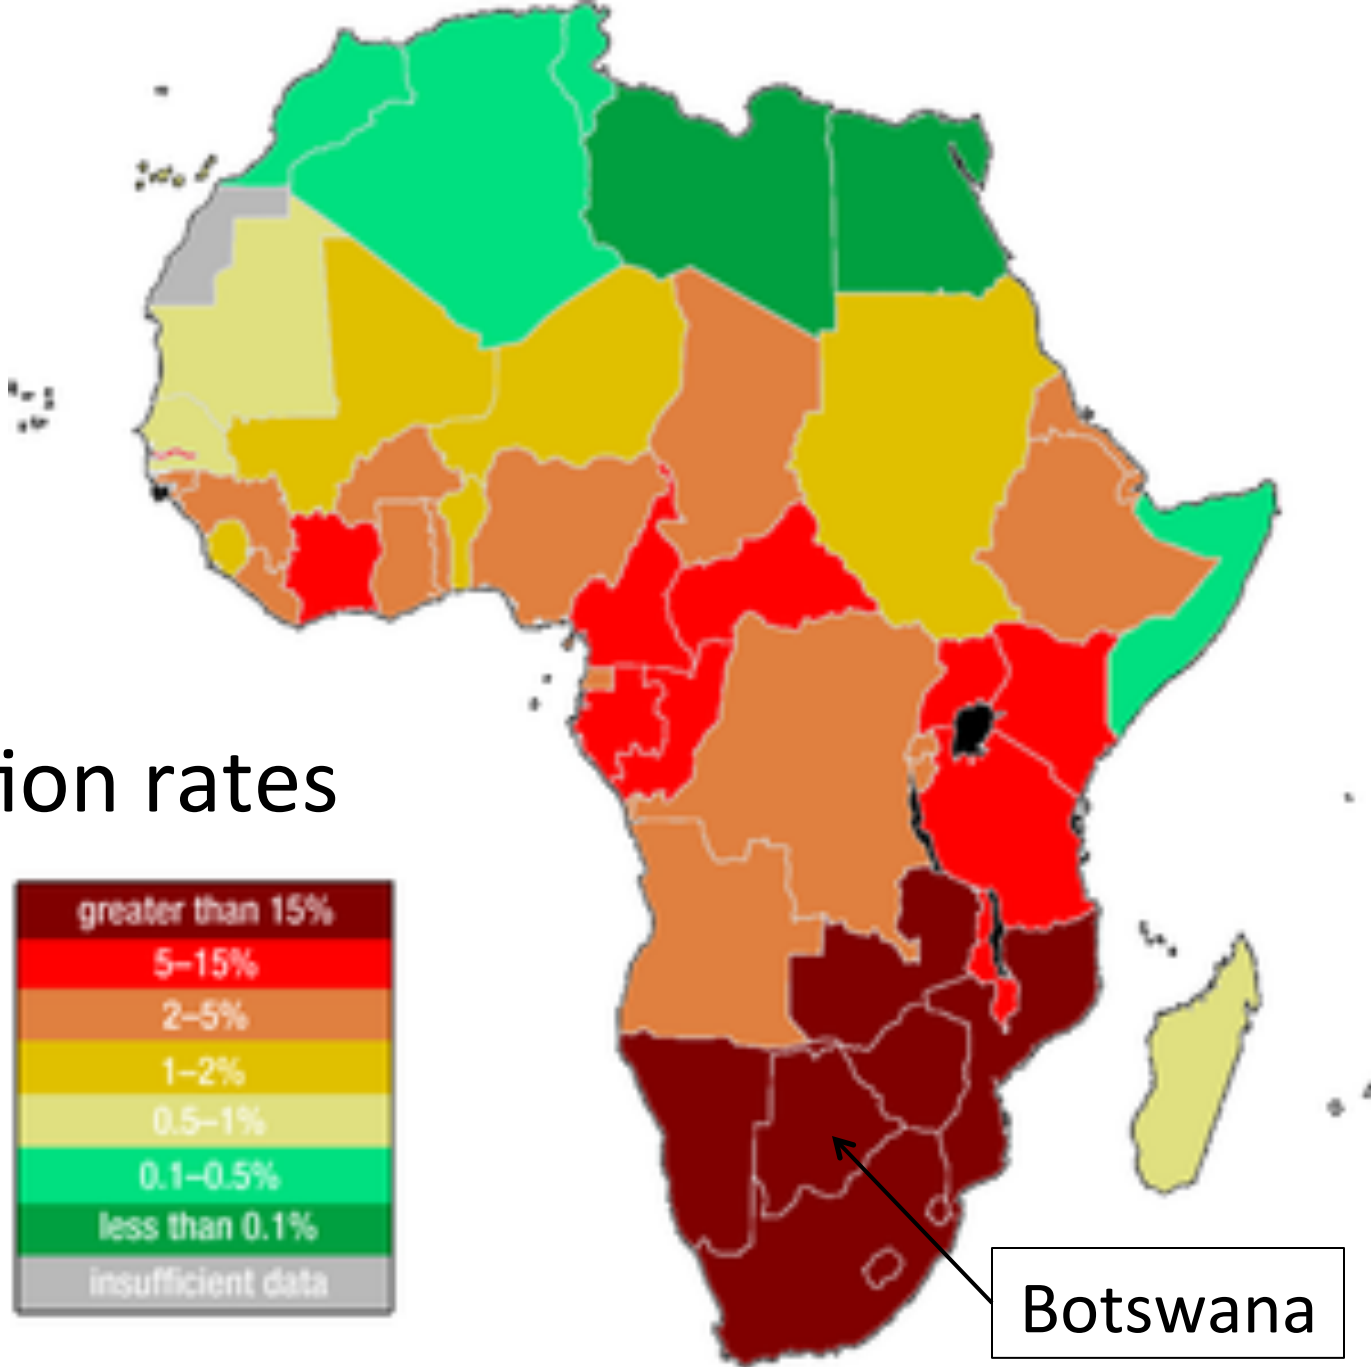 ion rates
greater than 15%
5–15%
2–5%
1–2%
0.5–1%
0.1–0.5%
less than 0.1%
insufficient data
Botswana